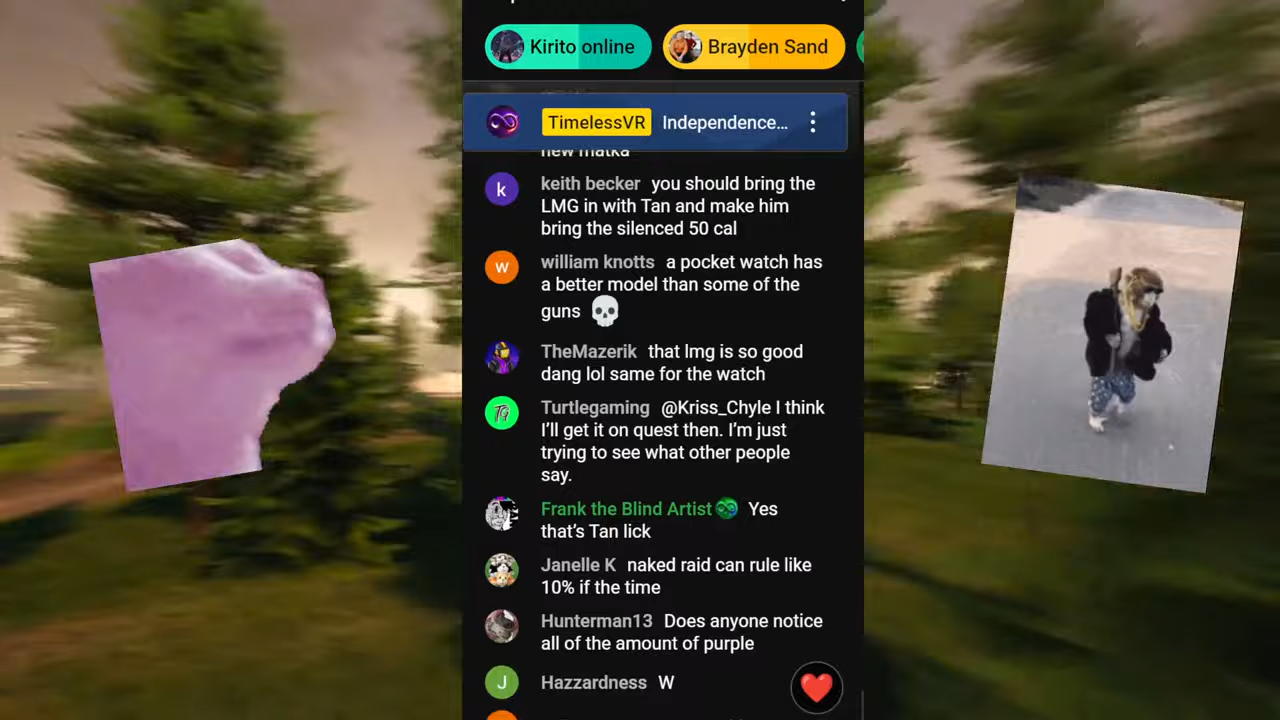 Kirito online
Brayden Sand
TimelessVR Independence...
new matka
k
keith becker you should bring the
LMG in with Tan and make him
bring the silenced 50 cal
w
william knotts a pocket watch has
a better model than some of the
guns 💀
TheMazerik that lmg is so good
dang lol same for the watch
TG
Turtlegaming @Kriss_Chyle I think
I'll get it on quest then. I'm just
trying to see what other people
say.
Frank the Blind Artist Yes
that's Tan lick
Janelle K naked raid can rule like
10% if the time
Hunterman13 Does anyone notice
all of the amount of purple
J
Hazzardness W